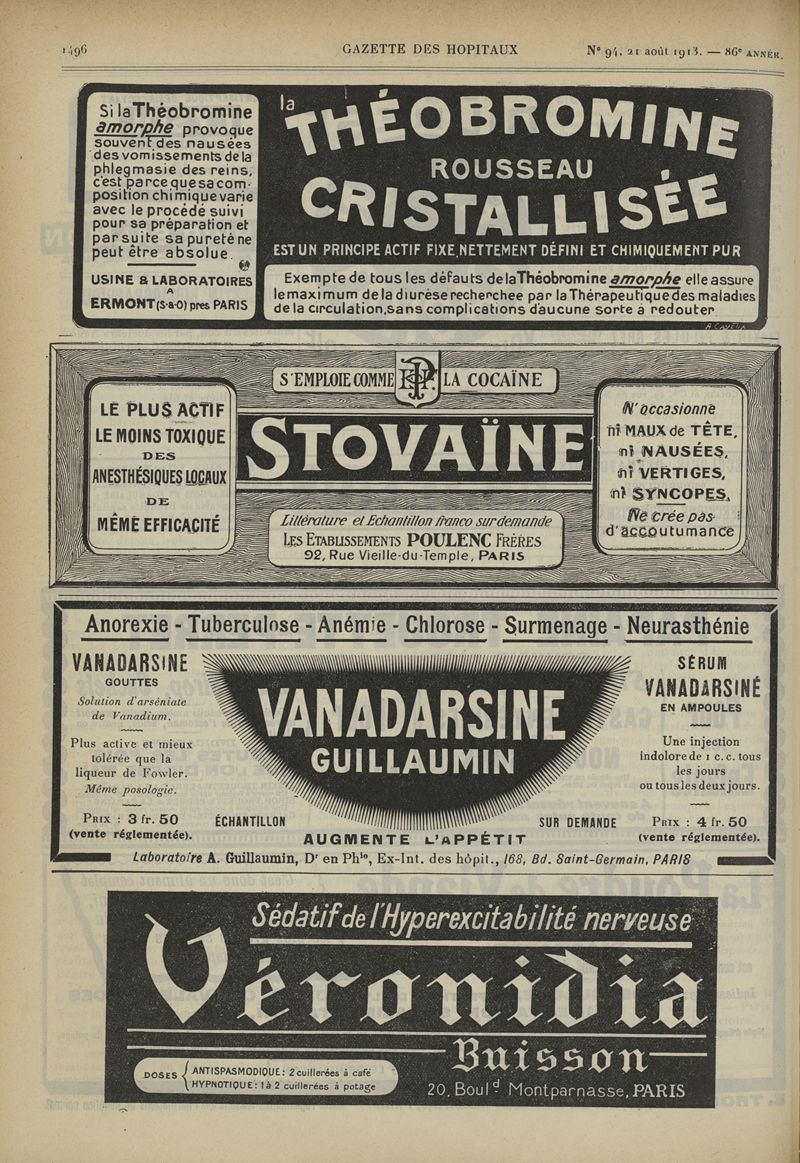 1496
GAZETTE DES HOPITAUX
N° 94, 21 août 1913. — 86e ANNÉE.
Si la Théobromine
amorphe provoque
souvent des nausées
des vomissements de la
phlegmasie des reins,
c'est parce que sa com-
position chimique varie
avec le procédé suivi
pour sa préparation et
par suite sa pureté ne
peut être absolue.
USINE & LABORATOIRES
A
ERMONT (S-&-O) près PARIS
la
THÉOBROMINE
ROUSSEAU
CRISTALLISÉE
EST UN PRINCIPE ACTIF FIXE, NETTEMENT DÉFINI ET CHIMIQUEMENT PUR
Exempte de tous les défauts de la Théobromine amorphe elle assure
le maximum de la diurèse recherchee par la Thérapeutique des maladies
de la circulation, sans complications d'aucune sorte à redouter
LE PLUS ACTIF
LE MOINS TOXIQUE
DES
ANESTHÉSIQUES LOCAUX
DE
MÊME EFFICACITÉ
S'EMPLOIE COMME LA COCAÏNE
STOVAÏNE
Littérature et Echantillon franco sur demande
LES ETABLISSEMENTS POULENC FRÈRES
92, Rue Vieille-du-Temple, PARIS
N'occasionne
ni MAUX de TÊTE,
ni NAUSÉES,
ni VERTIGES,
ni SYNCOPES.
Ne crée pas
d'accoutumance
Anorexie - Tuberculose - Anémie - Chlorose - Surmenage - Neurasthénie
VANADARSINE
GOUTTES
Solution d'arséniate
de Vanadium.
Plus active et mieux
tolérée que la
liqueur de Fowler.
Même posologie.
PRIX : 3 fr. 50
(vente réglementée).
VANADARSINE
GUILLAUMIN
ÉCHANTILLON
SUR DEMANDE
AUGMENTE L'APPÉTIT
SÉRUM
VANADARSINÉ
EN AMPOULES
Une injection
indolore de 1 c. c. tous
les jours
ou tous les deux jours.
PRIX : 4 fr. 50
(vente réglementée).
Laboratoire A. Guillaumin, Dr en Phie, Ex-Int. des hôpit., 168, Bd. Saint-Germain, PARIS
Sédatif de l'Hyperexcitabilité nerveuse
Véronidia
Buisson
DOSES { ANTISPASMODIQUE : 2 cuillerées à café
HYPNOTIQUE : 1 à 2 cuillerées à potage
20, Bould Montparnasse, PARIS